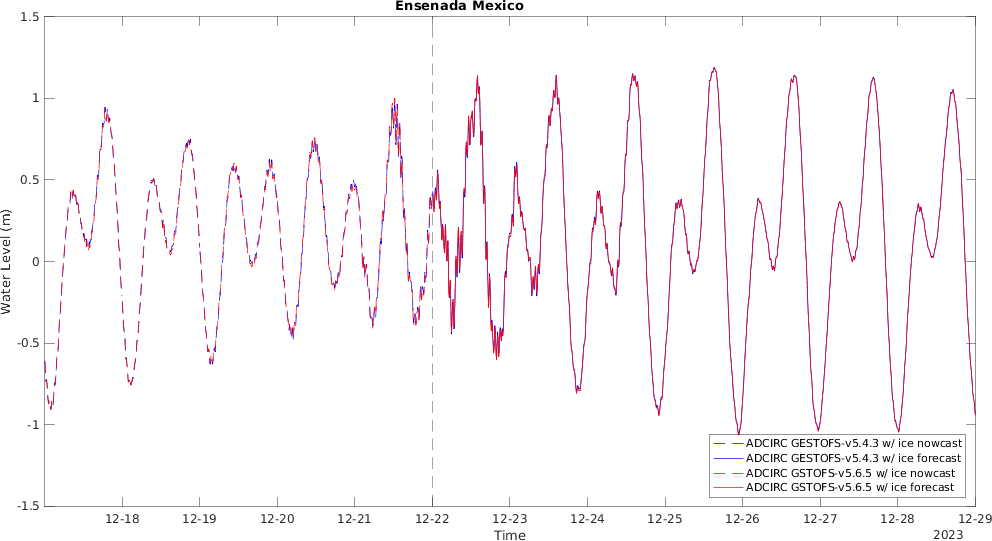 Ensenada Mexico
1.5
1
0.5
0
-0.5
-1
-1.5
Water Level (m)
ADCIRC GESTOFS-v5.4.3 w/ ice nowcast
ADCIRC GESTOFS-v5.4.3 w/ ice forecast
ADCIRC GSTOFS-v5.6.5 w/ ice nowcast
ADCIRC GSTOFS-v5.6.5 w/ ice forecast
12-18 12-19 12-20 12-21 12-22 12-23 12-24 12-25 12-26 12-27 12-28 12-29
Time
2023